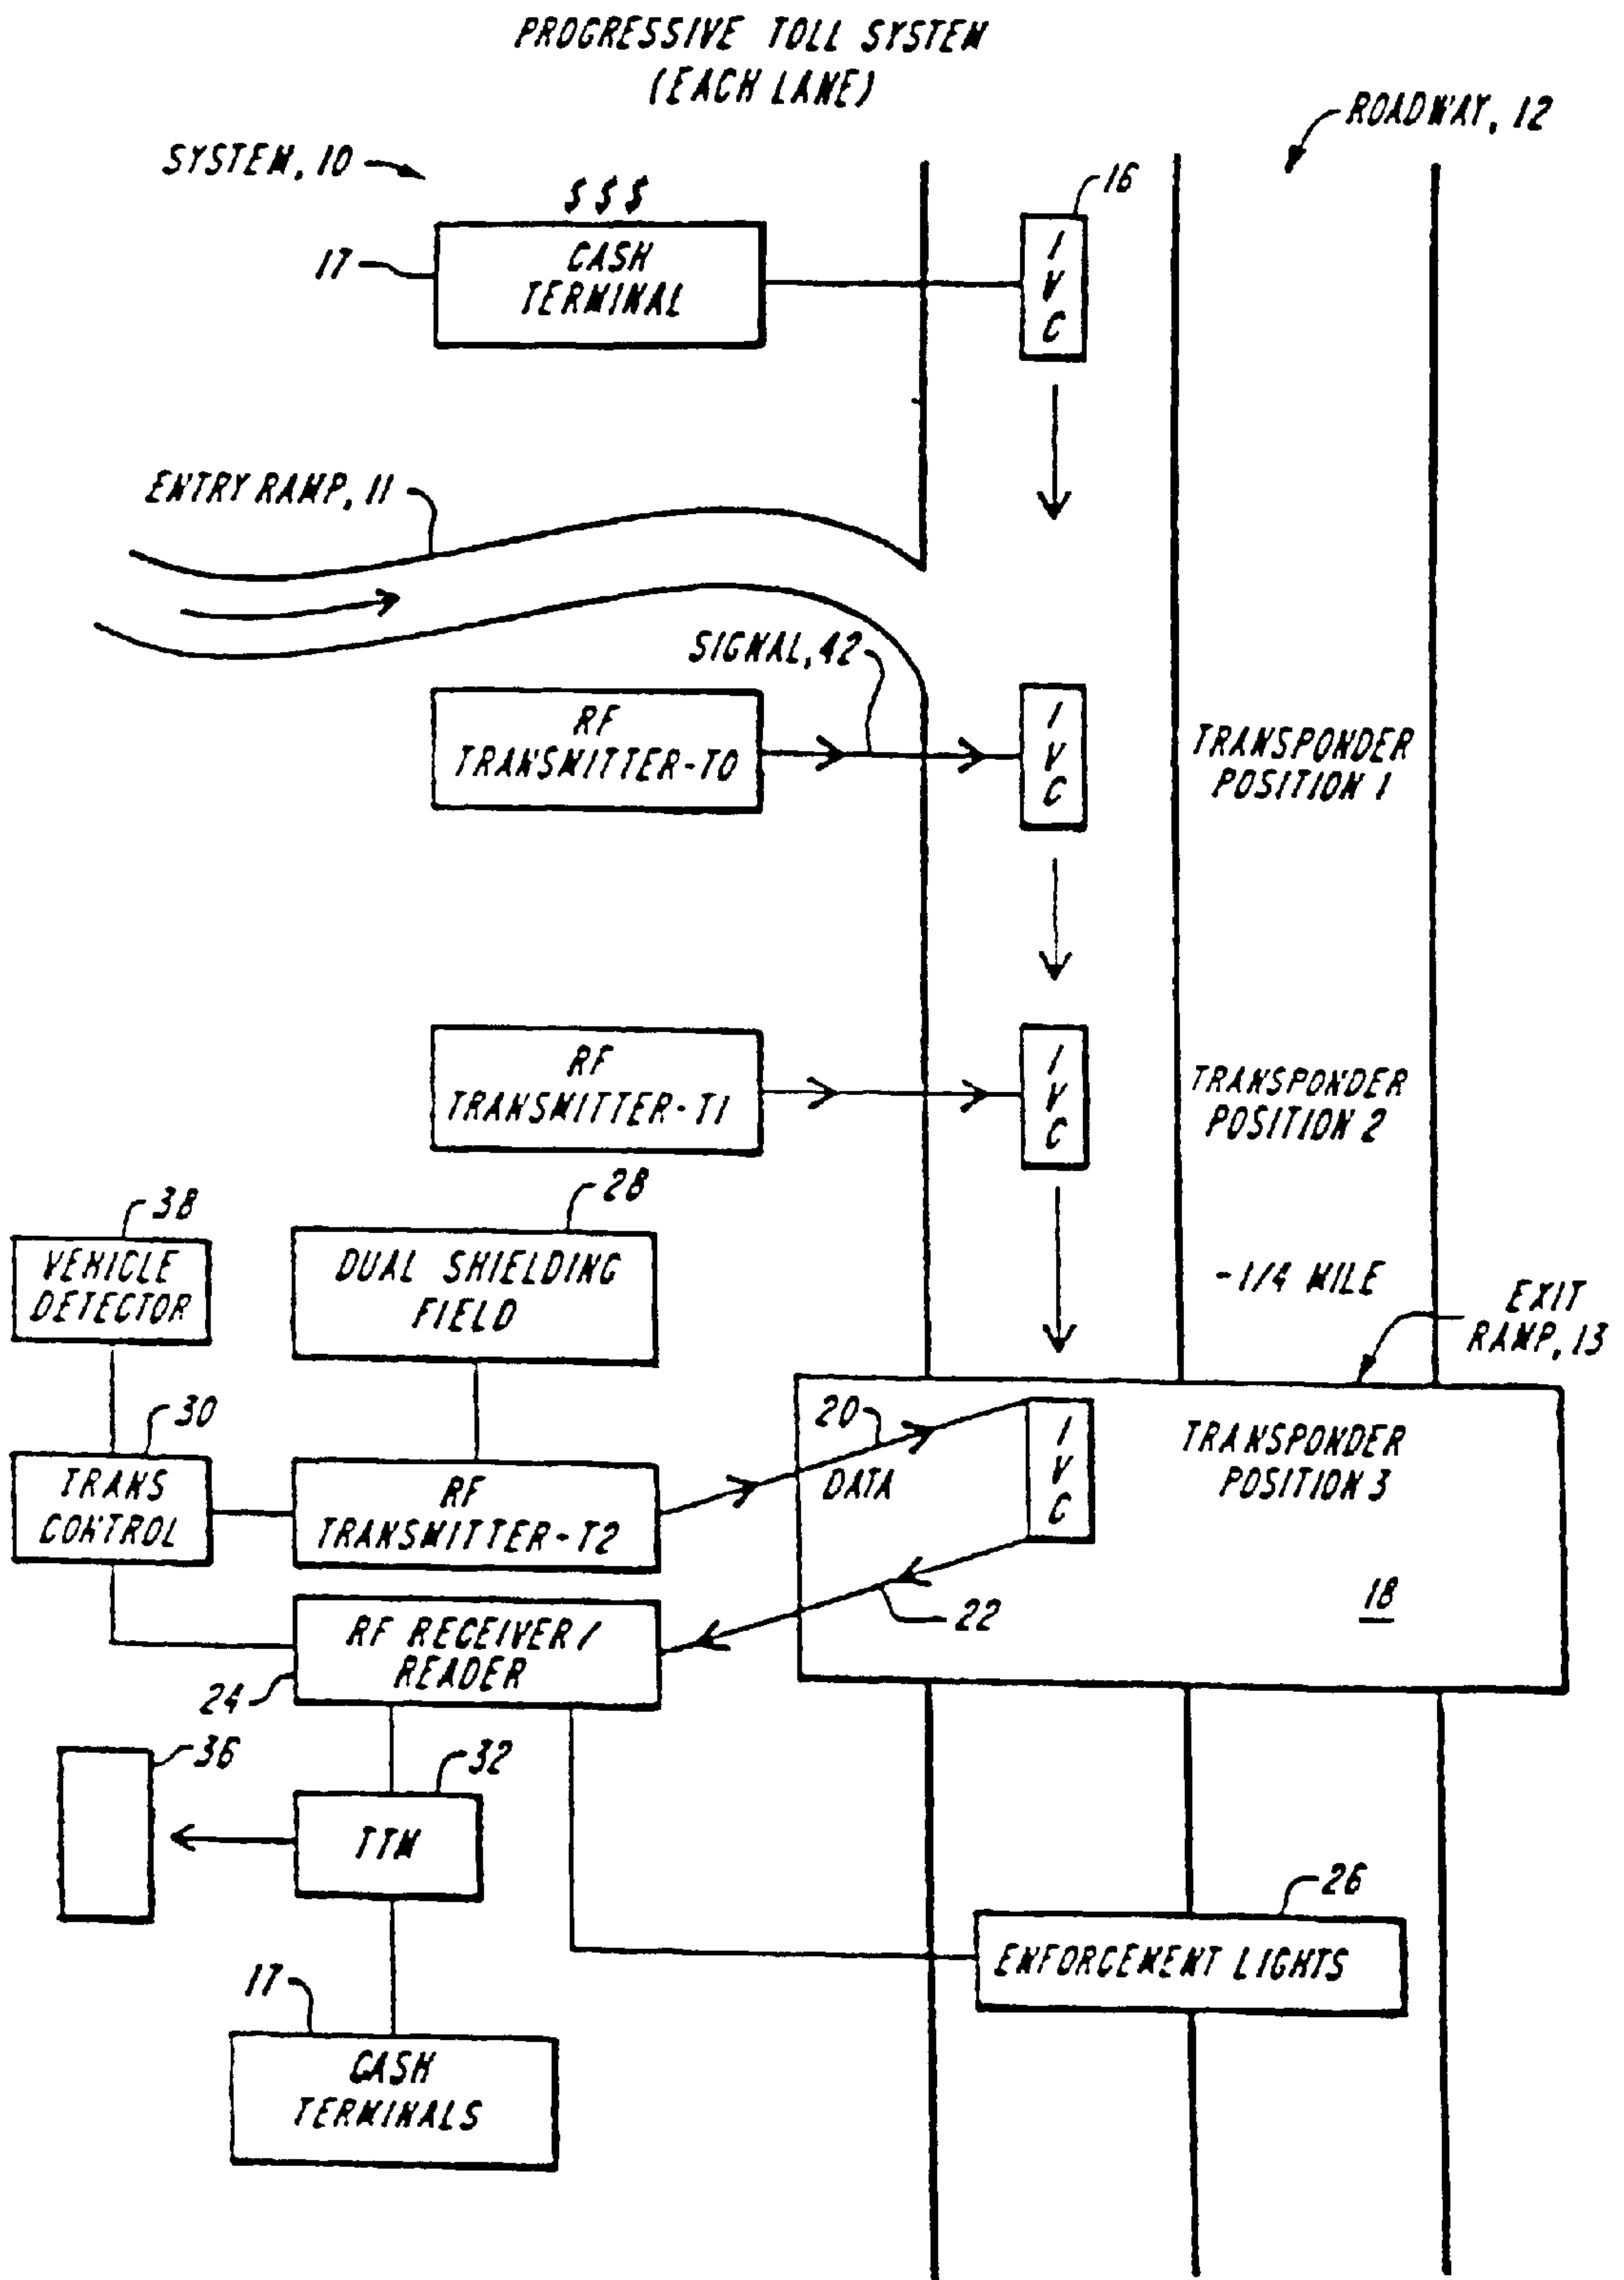 PROGRESSIVE TOLL SYSTEM
(EACH LANE)
ROADWAY, 12
SYSTEM, 10
$ $ $
16
17
CASH
TERMINAL
I
V
C
ENTRY RAMP, 11
SIGNAL, 42
RF
TRANSMITTER-T0
I
V
C
TRANSPONDER
POSITION 1
RF
TRANSMITTER-T1
I
V
C
TRANSPONDER
POSITION 2
38
28
VEHICLE
DETECTOR
DUAL SHIELDING
FIELD
-1/4 MILE
EXIT
RAMP, 13
30
20
DATA
I
V
C
TRANSPONDER
POSITION 3
TRANS
CONTROL
RF
TRANSMITTER-T2
22
18
RF RECEIVER/
READER
24
36
32
TTM
26
ENFORCEMENT LIGHTS
17
CASH
TERMINALS